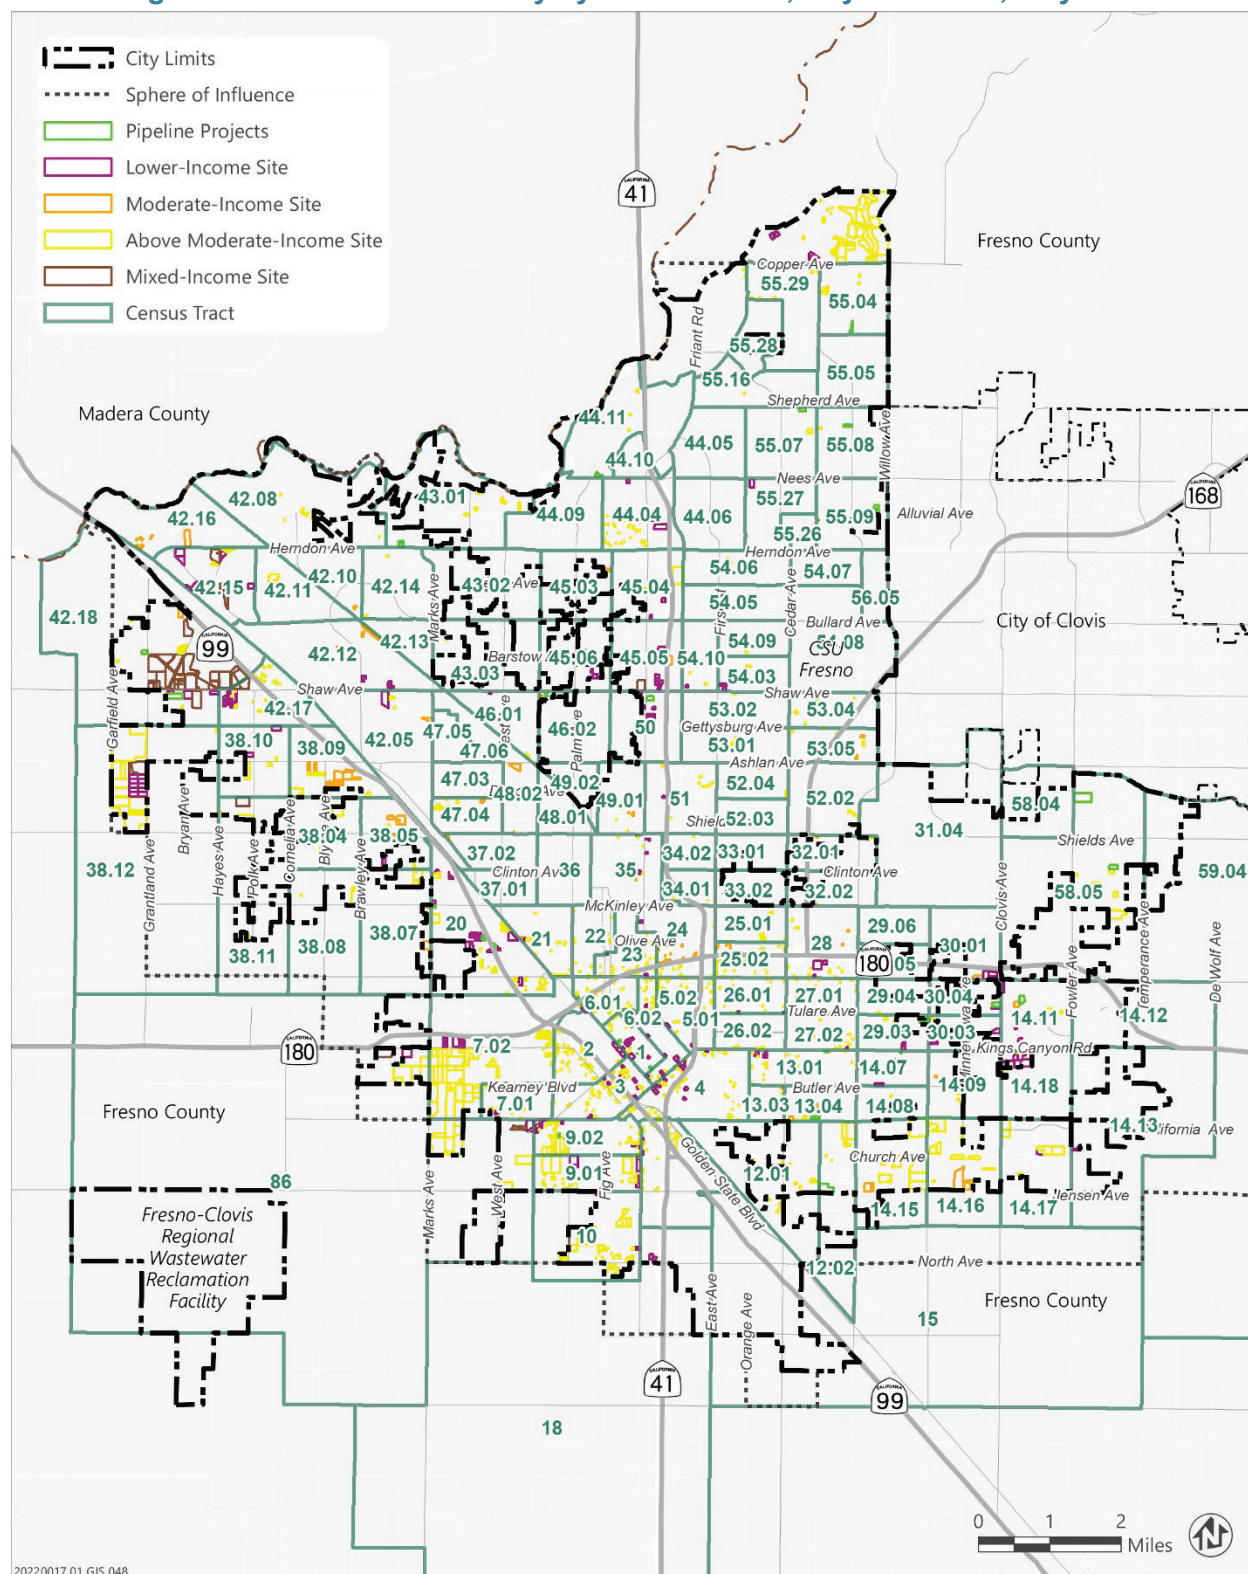 City Limits
Sphere of Influence
Pipeline Projects
Lower-Income Site
Moderate-Income Site
Above Moderate-Income Site
Mixed-Income Site
Census Tract
CALIFORNIA
41
Fresno County
Copper Ave
55.29
55.04
Friant Rd
55.28
55.16
55.05
Shepherd Ave
Madera County
44.11
44.05
55.07
55.08
Willow Ave
44.10
Nees Ave
168
42.08
43.01
55.27
42.16
44.09
44.04
44.06
55.09
Alluvial Ave
55.26
Herndon Ave
Herndon Ave
54.06
54.07
42.15
42.11
42.10
42.14
43.02
45.03
45.04
54.05
56.05
City of Clovis
42.18
99
Marks Ave
Cedar Ave
Bullard Ave
42.12
42.13
54.09
CSU
Fresno
Barstow
45.06
45.05
54.10
43.03
54.03
Garfield Ave
Shaw Ave
Shaw Ave
42.17
46.01
53.02
53.04
46.02
50
Gettysburg Ave
38.10
38.09
42.05
47.05
47.06
53.01
53.05
Ashlan Ave
47.03
49.02
52.04
48.02
49.01
51
52.02
58.04
Bryan Ave
Cornelia Ave
47.04
48.01
52.03
31.04
Shields Ave
38.05
37.02
36
35
34.02
33.01
32.01
38.12
Grantland Ave
Hayes Ave
Polk Ave
Brawley Ave
Clinton Ave
Clovis Ave
59.04
37.01
34.01
33.02
32.02
58.05
McKinley Ave
38.11
38.08
38.07
20
21
22
24
25.01
29.06
Olive Ave
23
25.02
28
30.01
180
Fowler Ave
Temperance Ave
De Wolf Ave
6.01
5.02
26.01
27.01
29.04
30.04
6.02
5.01
Tulare Ave
14.11
14.12
26.02
27.02
29.03
30.03
180
7.02
2
1
Kings Canyon Rd
13.01
14.07
Kearney Blvd
3
4
Butler Ave
14.09
14.18
Fresno County
7.01
13.03
13.04
14.08
14.13
9.02
Golden State Blvd
Church Ave
86
9.01
12.01
Marks Ave
West Ave
Fig Ave
Jensen Ave
14.15
14.16
14.17
Fresno-Clovis
Regional
Wastewater
Reclamation
Facility
10
12.02
North Ave
East Ave
Orange Ave
15
Fresno County
41
99
18
0 1 2
Miles
N